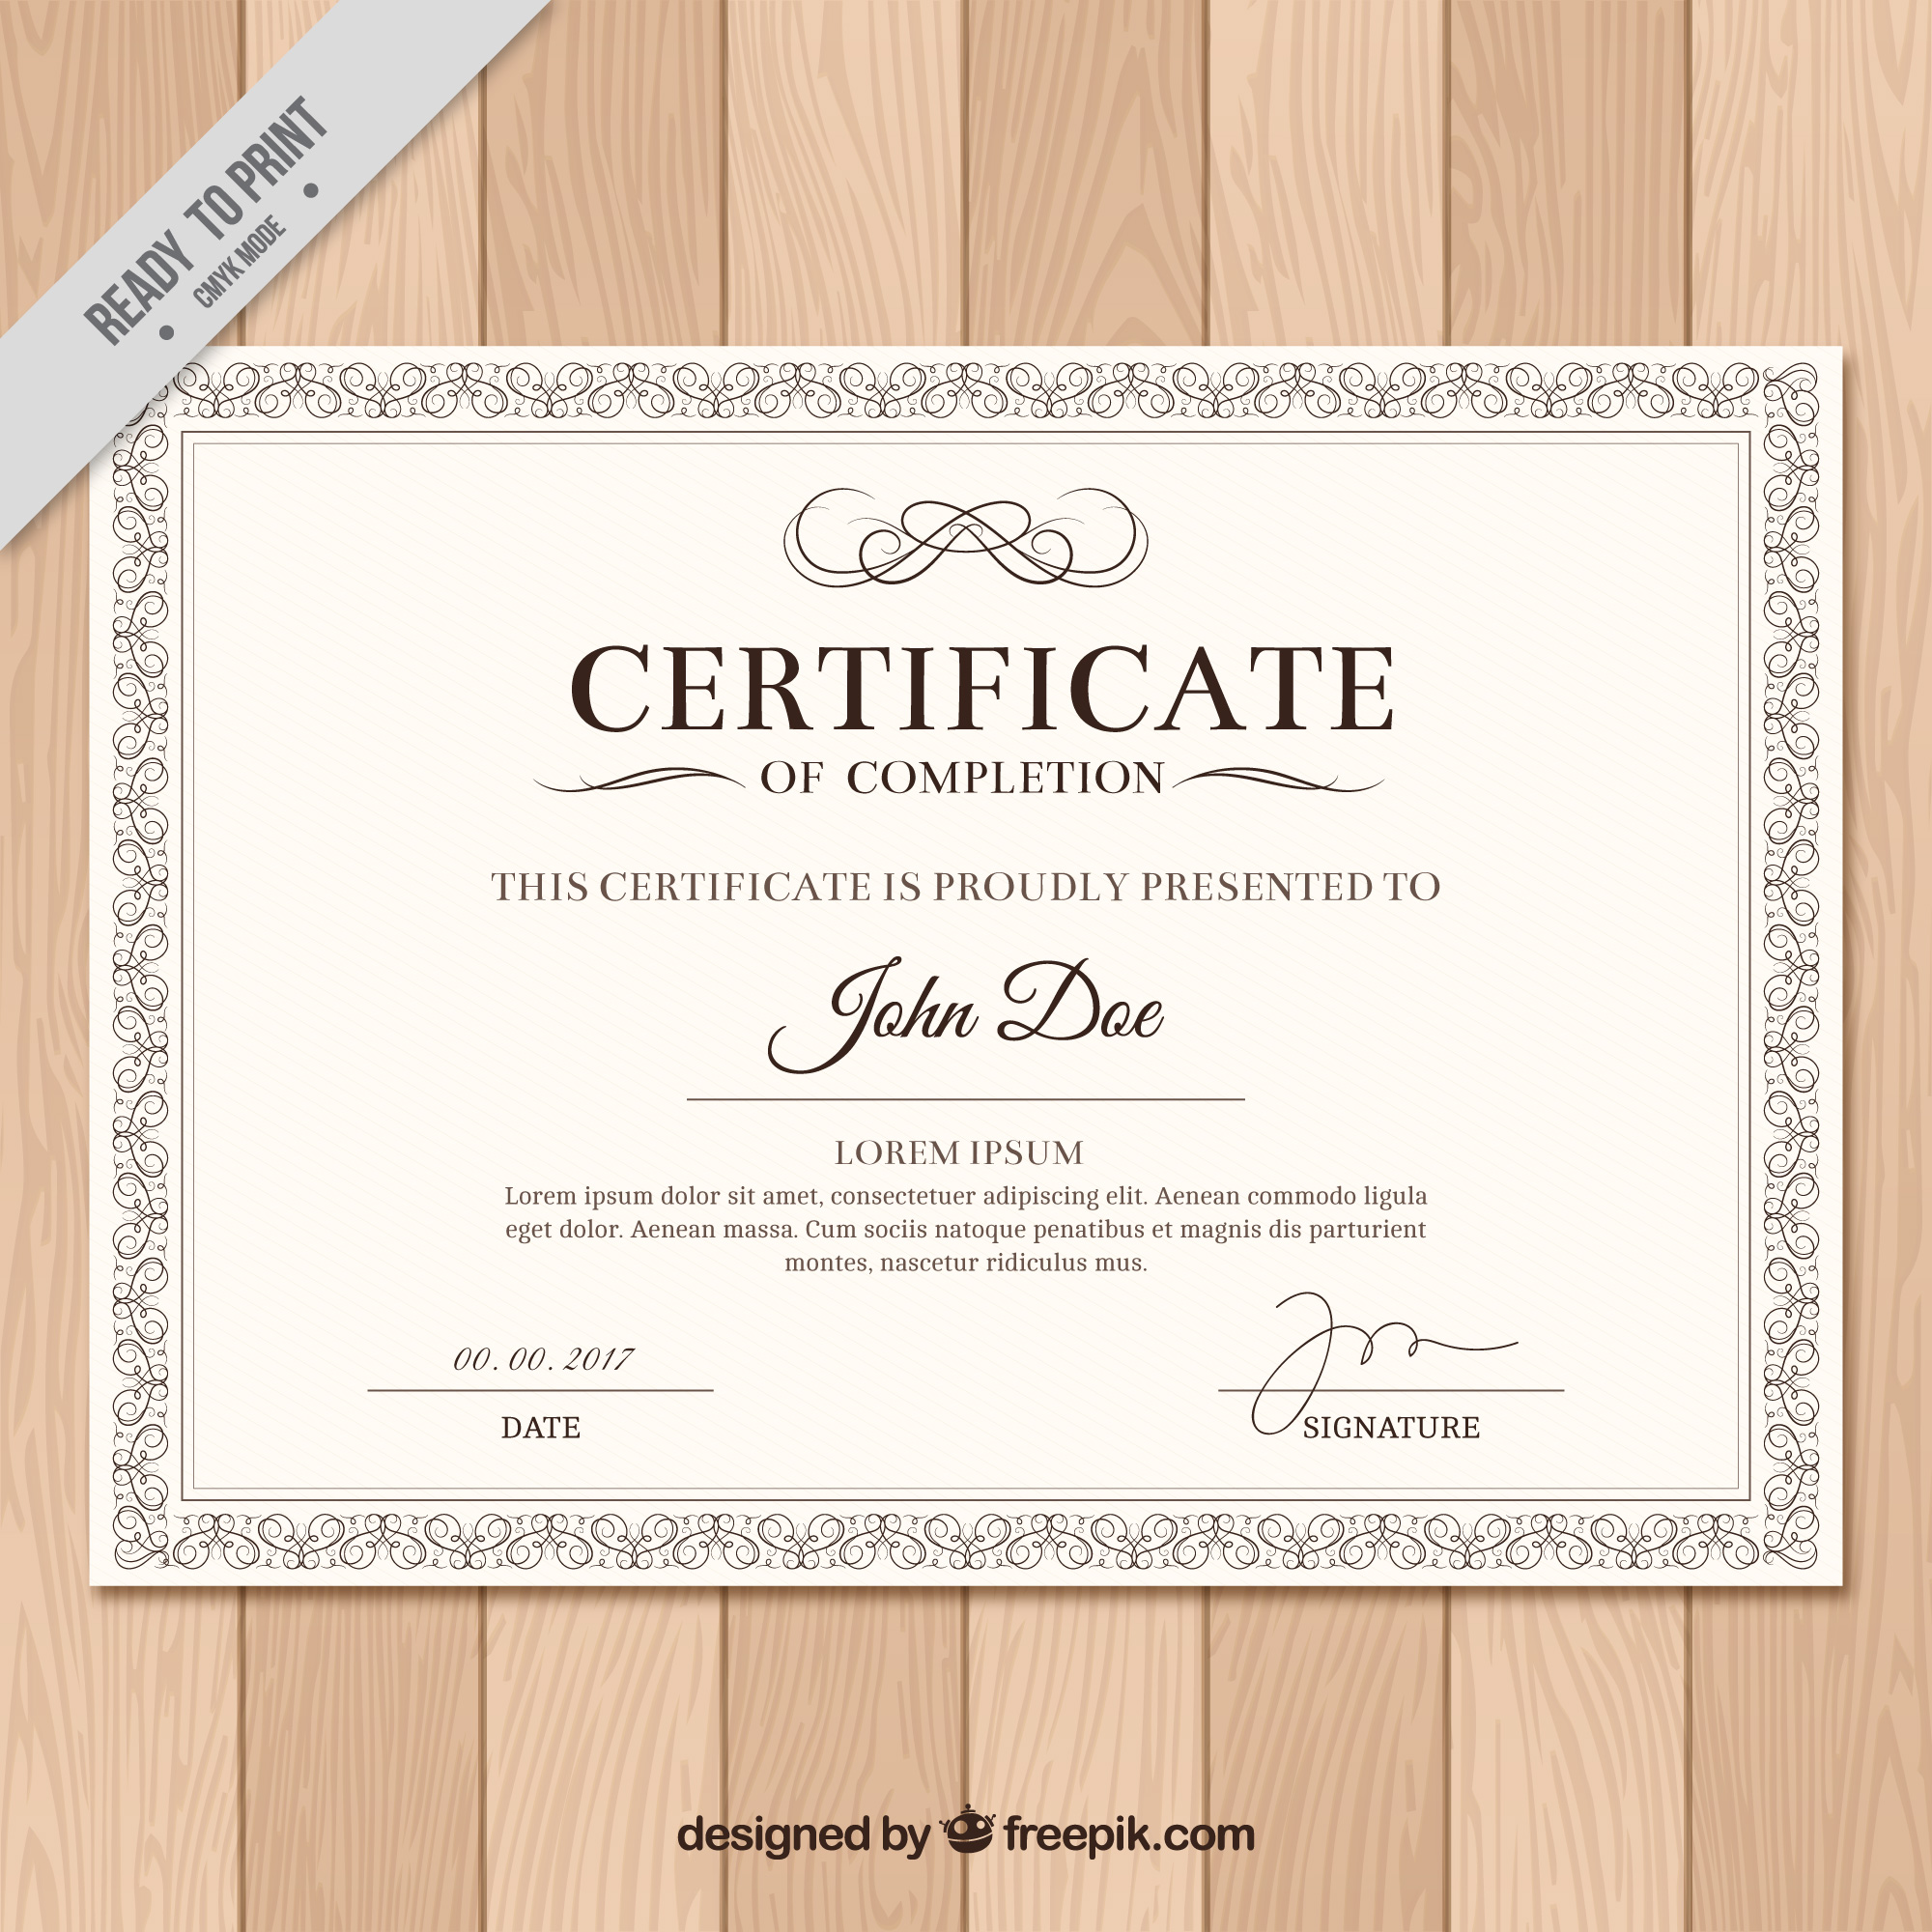 READY TO PRINT
• CMYK MODE •
CERTIFICATE
OF COMPLETION
THIS CERTIFICATE IS PROUDLY PRESENTED TO
John Doe
LOREM IPSUM
Lorem ipsum dolor sit amet, consectetuer adipiscing elit. Aenean commodo ligula
eget dolor. Aenean massa. Cum sociis natoque penatibus et magnis dis parturient
montes, nascetur ridiculus mus.
00.00.2017
DATE
SIGNATURE
designed by freepik.com